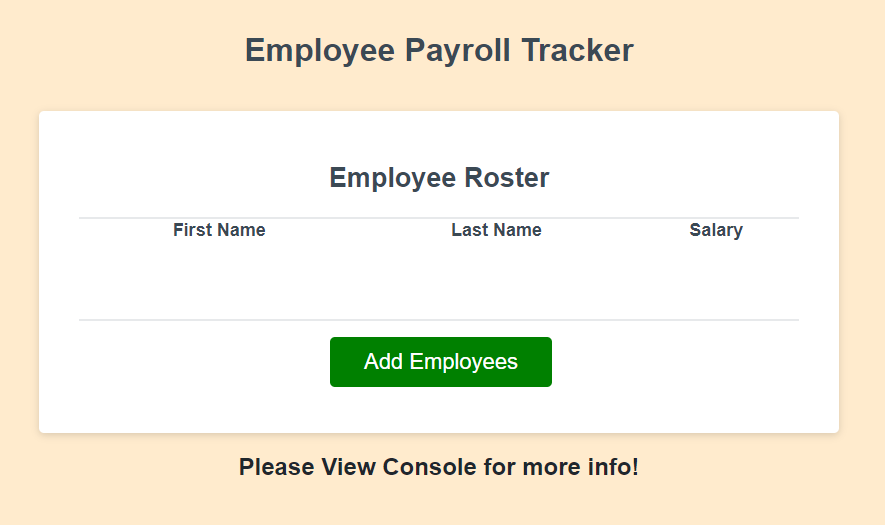 Employee Payroll Tracker
Employee Roster
First Name Last Name Salary
Add Employees
Please View Console for more info!